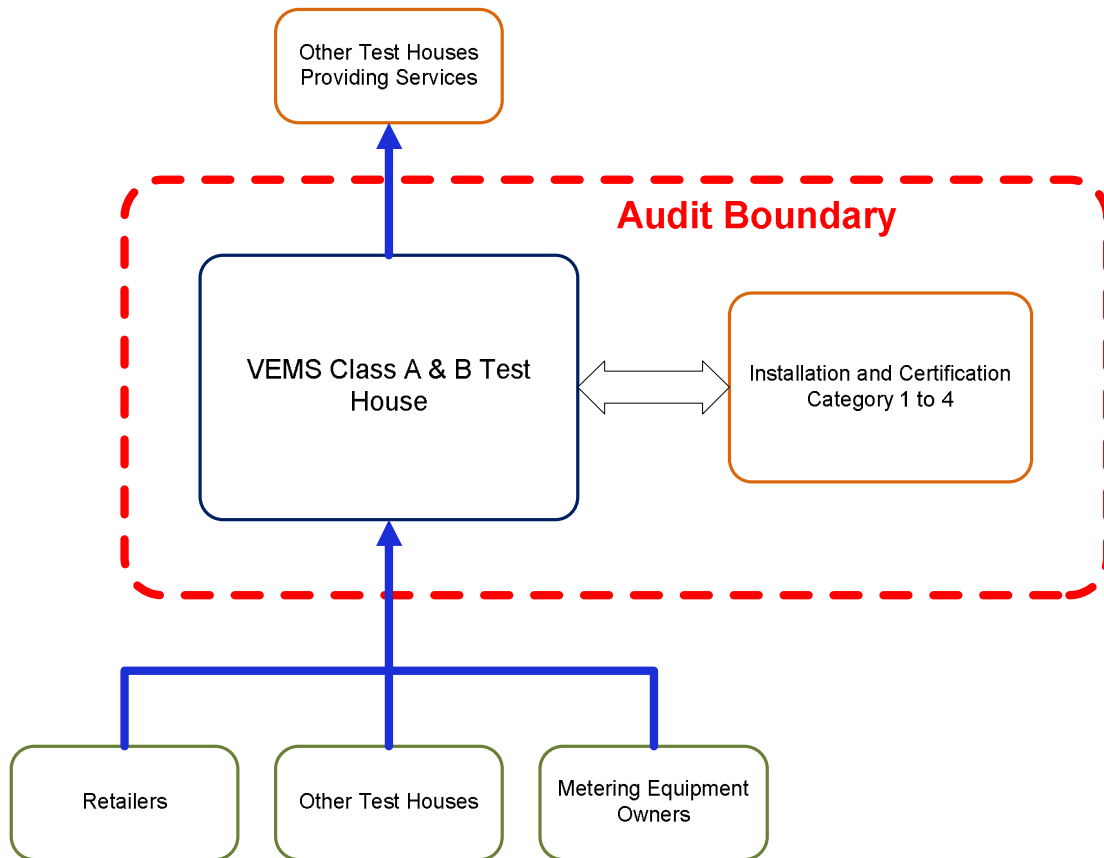 Other Test Houses
Providing Services
Audit Boundary
VEMS Class A & B Test
House
Installation and Certification
Category 1 to 4
Retailers
Other Test Houses
Metering Equipment
Owners